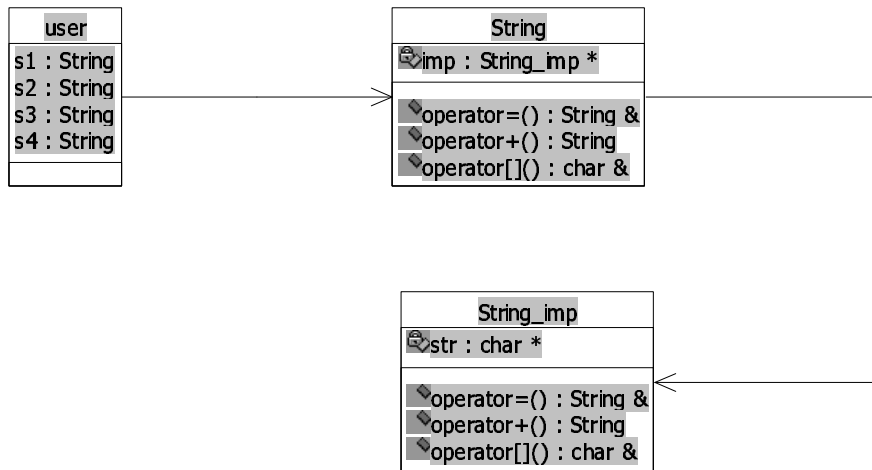 user
s1 : String
s2 : String
s3 : String
s4 : String
String
imp : String_imp *
operator=() : String &
operator+() : String
operator[]() : char &
String_imp
str : char *
operator=() : String &
operator+() : String
operator[]() : char &